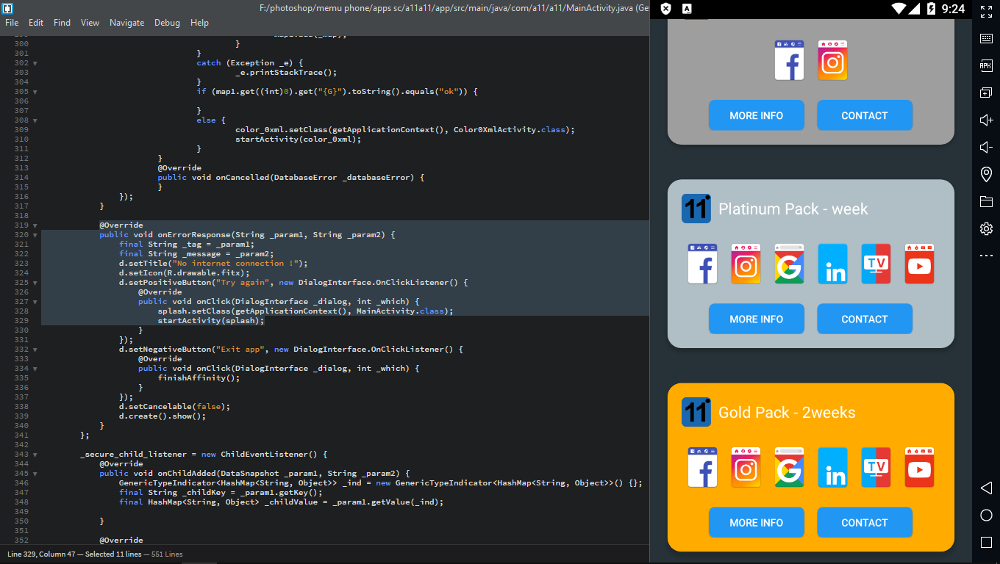 F:/photoshop/memu phone/apps sc/a11a11/app/src/main/java/com/a11/a11/MainActivity.java (Ge
File Edit Find View Navigate Debug Help
300 }
301 }
302 catch (Exception _e) {
303 _e.printStackTrace();
304 }
305 if (map1.get((int)0).get("{G}").toString().equals("ok")) {
306
307 }
308 else {
309 color_0xml.setClass(getApplicationContext(), Color0XmlActivity.class);
310 startActivity(color_0xml);
311 }
312 }
313 @Override
314 public void onCancelled(DatabaseError _databaseError) {
315 }
316 });
317 }
318
319 @Override
320 public void onErrorResponse(String _param1, String _param2) {
321 final String _tag = _param1;
322 final String _message = _param2;
323 d.setTitle("No internet connection !");
324 d.setIcon(R.drawable.fitx);
325 d.setPositiveButton("Try again", new DialogInterface.OnClickListener() {
326 @Override
327 public void onClick(DialogInterface _dialog, int _which) {
328 splash.setClass(getApplicationContext(), MainActivity.class);
329 startActivity(splash);
330 }
331 });
332 d.setNegativeButton("Exit app", new DialogInterface.OnClickListener() {
333 @Override
334 public void onClick(DialogInterface _dialog, int _which) {
335 finishAffinity();
336 }
337 });
338 d.setCancelable(false);
339 d.create().show();
340 }
341 };
342
343 _secure_child_listener = new ChildEventListener() {
344 @Override
345 public void onChildAdded(DataSnapshot _param1, String _param2) {
346 GenericTypeIndicator<HashMap<String, Object>> _ind = new GenericTypeIndicator<HashMap<String, Object>>() {};
347 final String _childKey = _param1.getKey();
348 final HashMap<String, Object> _childValue = _param1.getValue(_ind);
349
350 }
351
352 @Override
Line 329, Column 47 — Selected 11 lines — 551 Lines
A 9:24
MORE INFO CONTACT
11 Platinum Pack - week
in TV
MORE INFO CONTACT
11 Gold Pack - 2weeks
in TV
MORE INFO CONTACT
APK